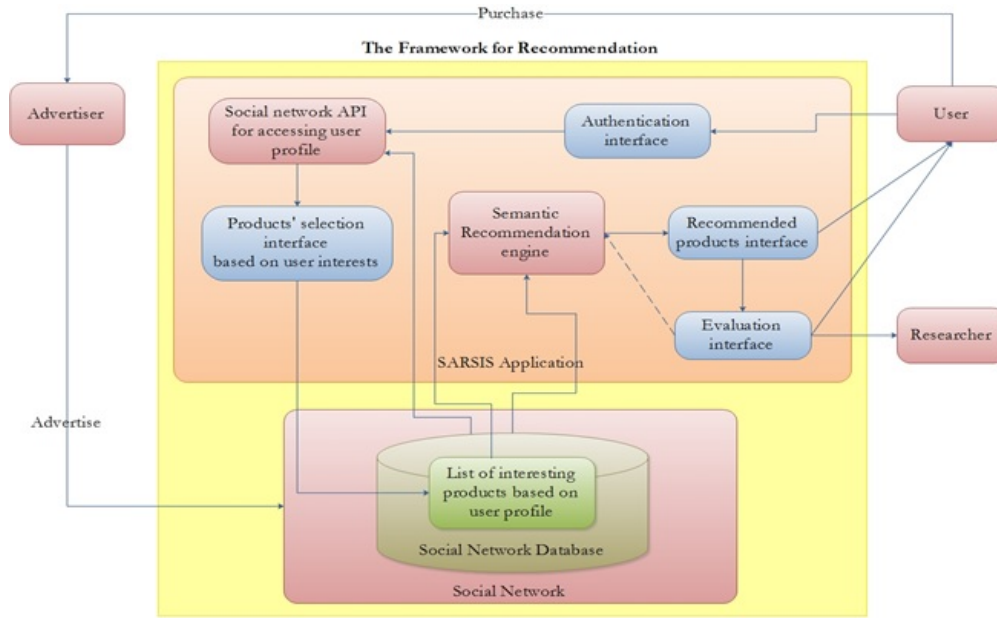 Purchase
The Framework for Recommendation
Advertiser
Social network API
for accessing user
profile
Authentication
interface
User
Products' selection
interface
based on user interests
Semantic
Recommendation
engine
Recommended
products interface
Evaluation
interface
Researcher
SARSIS Application
Advertise
List of interesting
products based on
user profile
Social Network Database
Social Network